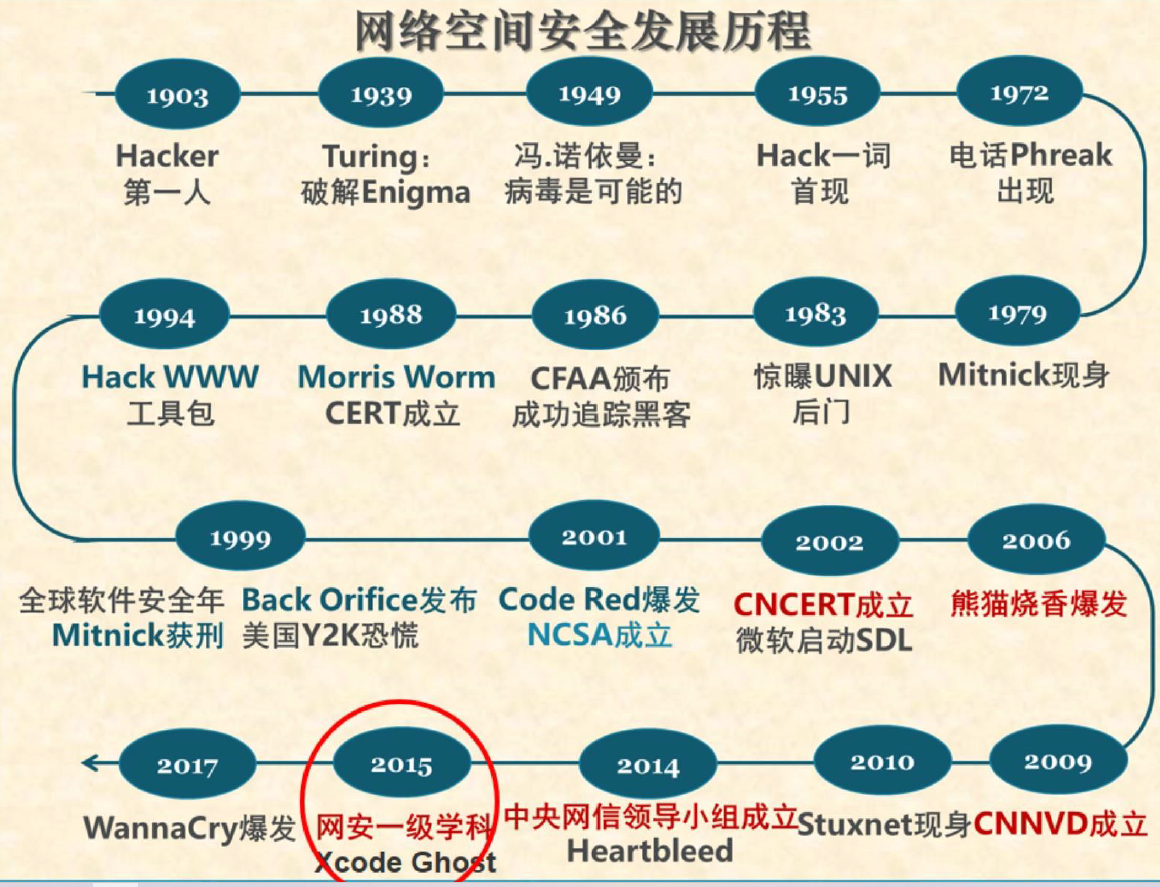 网络空间安全发展历程
1903
1939
1949
1955
1972
Hacker
第一人
Turing：
破解Enigma
冯.诺依曼：
病毒是可能的
Hack一词
首现
电话Phreak
出现
1994
1988
1986
1983
1979
Hack WWW
工具包
Morris Worm
CERT成立
CFAA颁布
成功追踪黑客
惊曝UNIX
后门
Mitnick现身
1999
2001
2002
2006
全球软件安全年
Mitnick获刑
Back Orifice发布
美国Y2K恐慌
Code Red爆发
NCSA成立
CNCERT成立
微软启动SDL
熊猫烧香爆发
2017
2015
2014
2010
2009
WannaCry爆发
网安一级学科
Xcode Ghost
中央网信领导小组成立
Heartbleed
Stuxnet现身
CNNVD成立